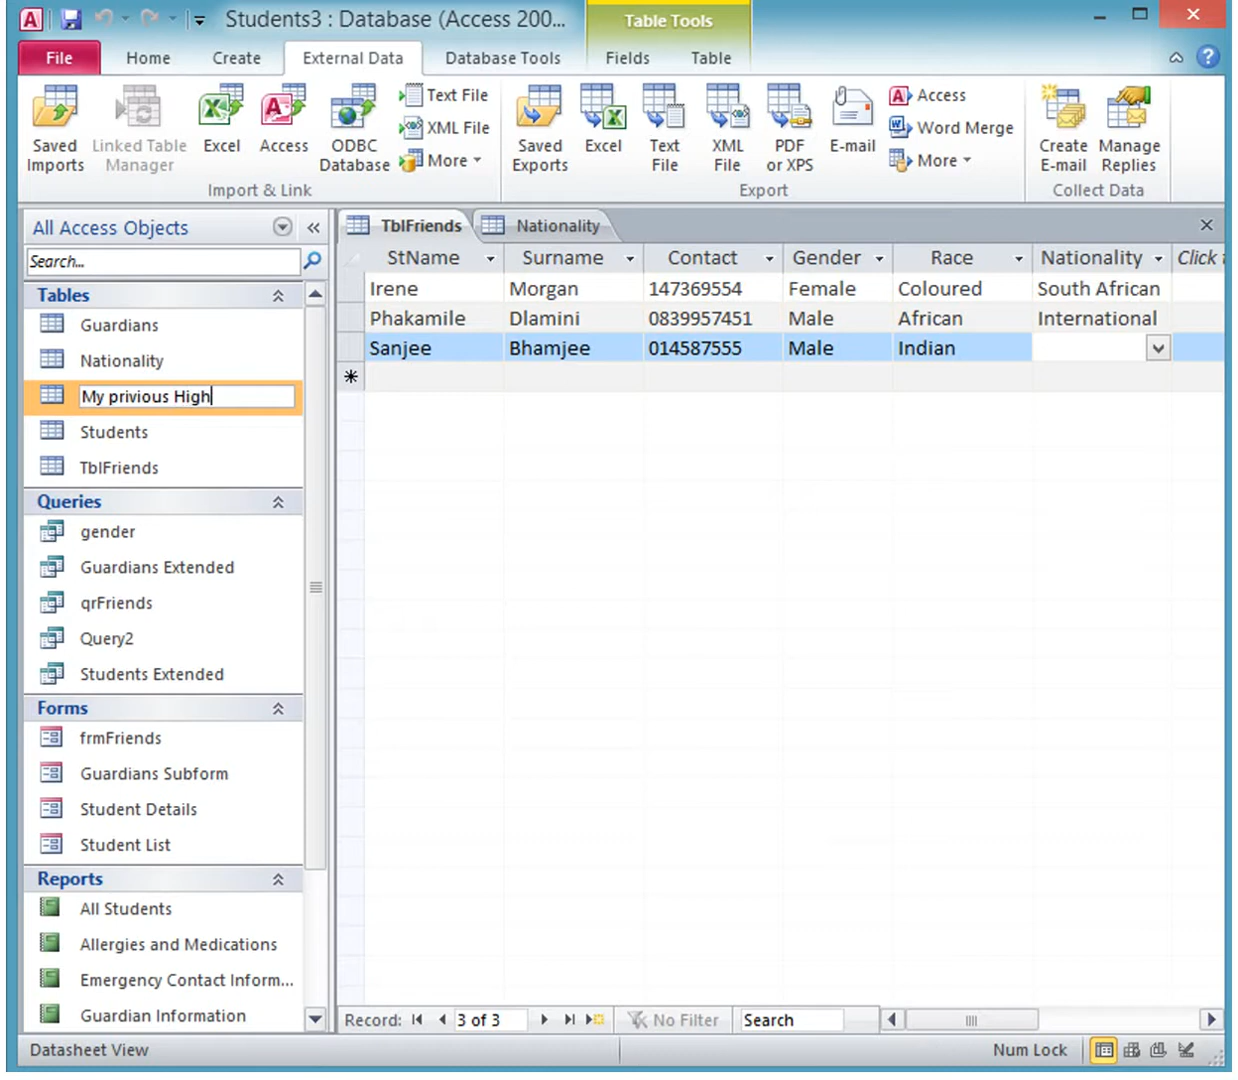 Students3 : Database (Access 200...
Table Tools
File Home Create External Data Database Tools Fields Table
Saved Imports
Linked Table Manager
Excel
Access
ODBC Database
Text File
XML File
More
Import & Link
Saved Exports
Excel
Text File
XML File
PDF or XPS
E-mail
Access
Word Merge
More
Export
Create E-mail
Manage Replies
Collect Data
All Access Objects
Search...
Tables
Guardians
Nationality
My privious High
Students
TblFriends
Queries
gender
Guardians Extended
qrFriends
Query2
Students Extended
Forms
frmFriends
Guardians Subform
Student Details
Student List
Reports
All Students
Allergies and Medications
Emergency Contact Inform...
Guardian Information
TblFriends Nationality
StName Surname Contact Gender Race Nationality Click
Irene Morgan 147369554 Female Coloured South African
Phakamile Dlamini 0839957451 Male African International
Sanjee Bhamjee 014587555 Male Indian
Record: 3 of 3 No Filter Search
Datasheet View Num Lock